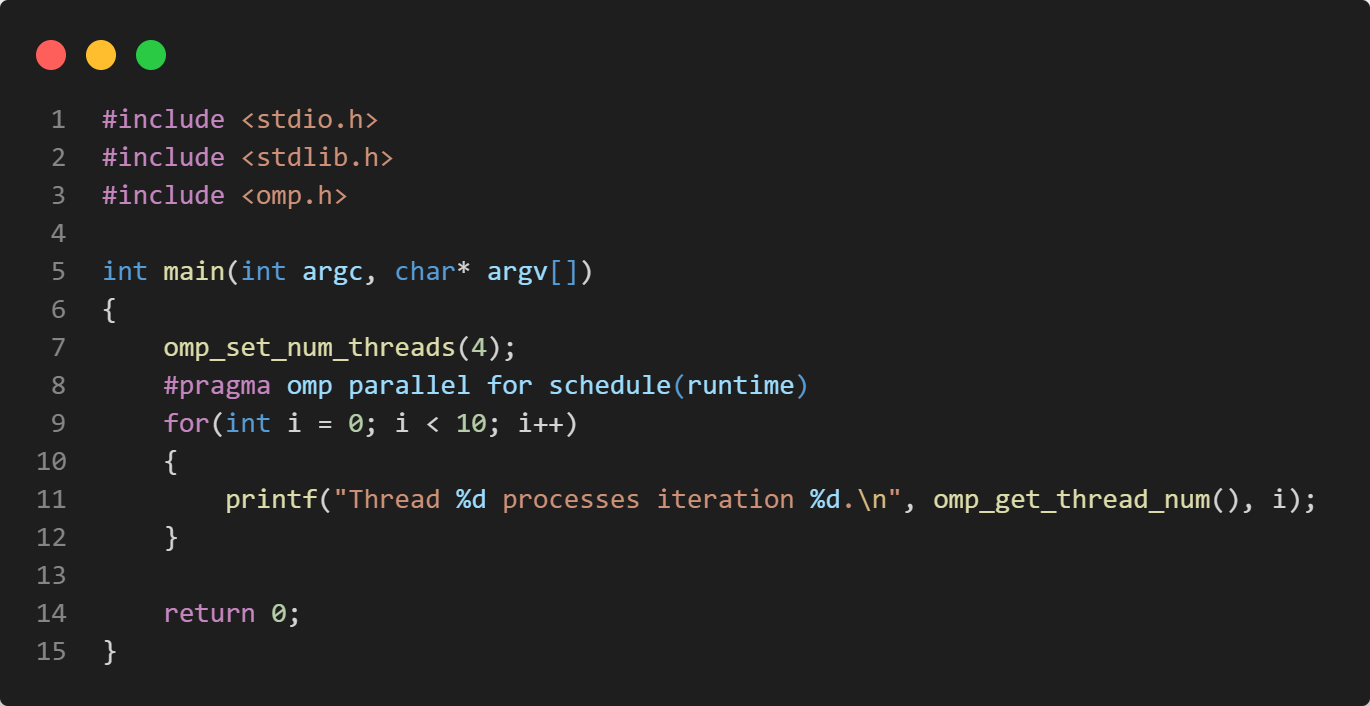 1 #include <stdio.h>
2 #include <stdlib.h>
3 #include <omp.h>
4
5 int main(int argc, char* argv[])
6 {
7     omp_set_num_threads(4);
8     #pragma omp parallel for schedule(runtime)
9     for(int i = 0; i < 10; i++)
10     {
11         printf("Thread %d processes iteration %d.\n", omp_get_thread_num(), i);
12     }
13
14     return 0;
15 }